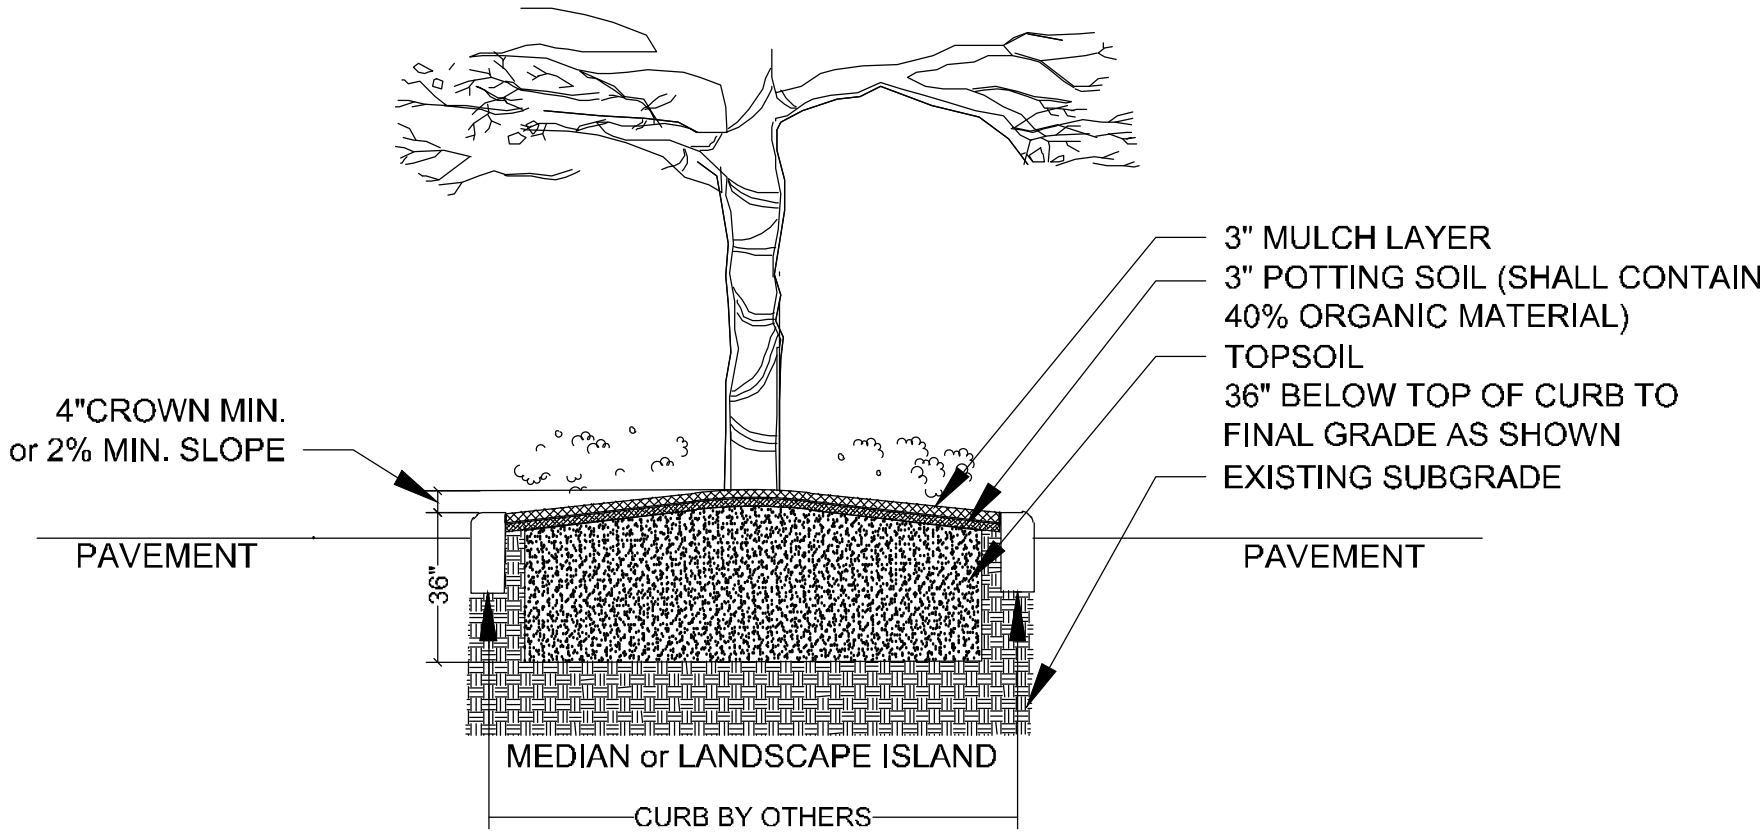 3" MULCH LAYER
3" POTTING SOIL (SHALL CONTAIN
40% ORGANIC MATERIAL)
TOPSOIL
36" BELOW TOP OF CURB TO
FINAL GRADE AS SHOWN
EXISTING SUBGRADE
4"CROWN MIN.
or 2% MIN. SLOPE
PAVEMENT
36"
PAVEMENT
MEDIAN or LANDSCAPE ISLAND
CURB BY OTHERS